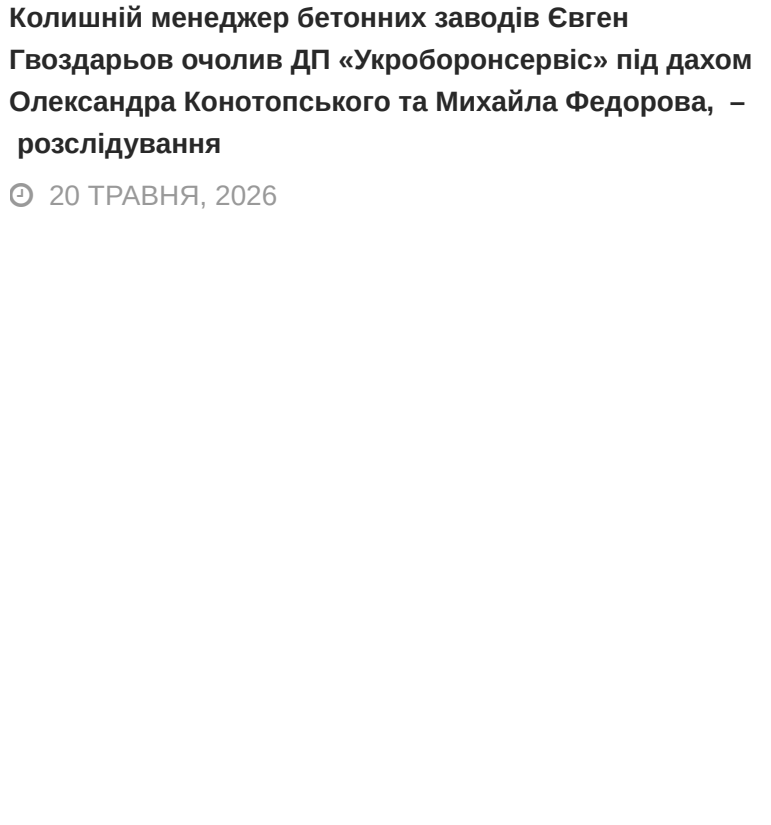 Колишній менеджер бетонних заводів Євген
Гвоздарьов очолив ДП «Укроборонсервіс» під дахом
Олександра Конотопського та Михайла Федорова,  –
розслідування
20 ТРАВНЯ, 2026